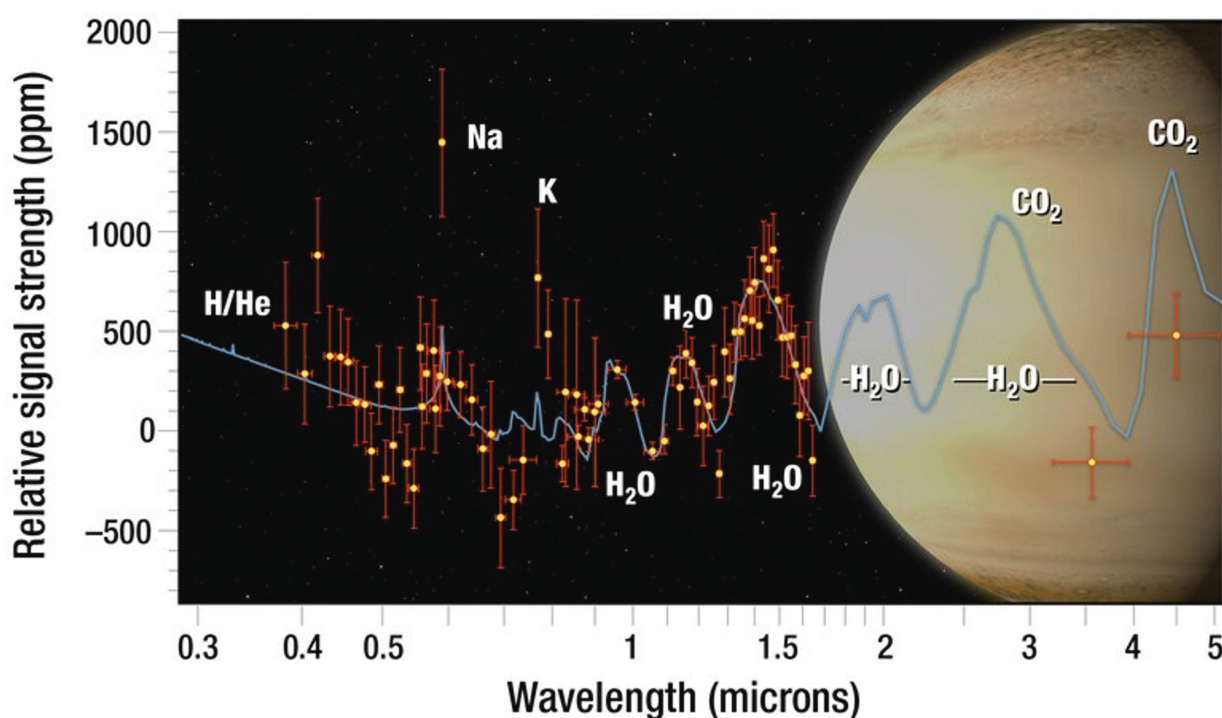 2000
1500
1000
500
0
−500
Relative signal strength (ppm)
H/He
Na
K
H₂O
H₂O
H₂O
-H₂O-
—H₂O—
CO₂
CO₂
0.3 0.4 0.5 1 1.5 2 3 4 5
Wavelength (microns)